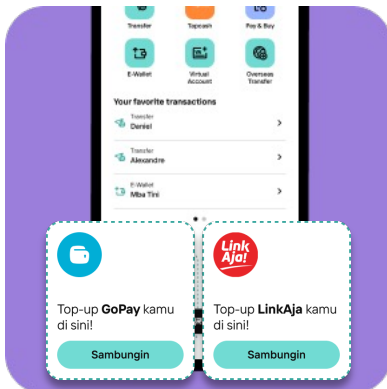 Transfer
Tapcash
Pay & Buy
E-Wallet
Virtual
Account
Overseas
Transfer
Your favorite transactions
Transfer
Daniel
Transfer
Alexandre
E-Wallet
Mba Tini
Link
Aja!
Top-up GoPay kamu
di sini!
Top-up LinkAja kamu
di sini!
Sambungin
Sambungin